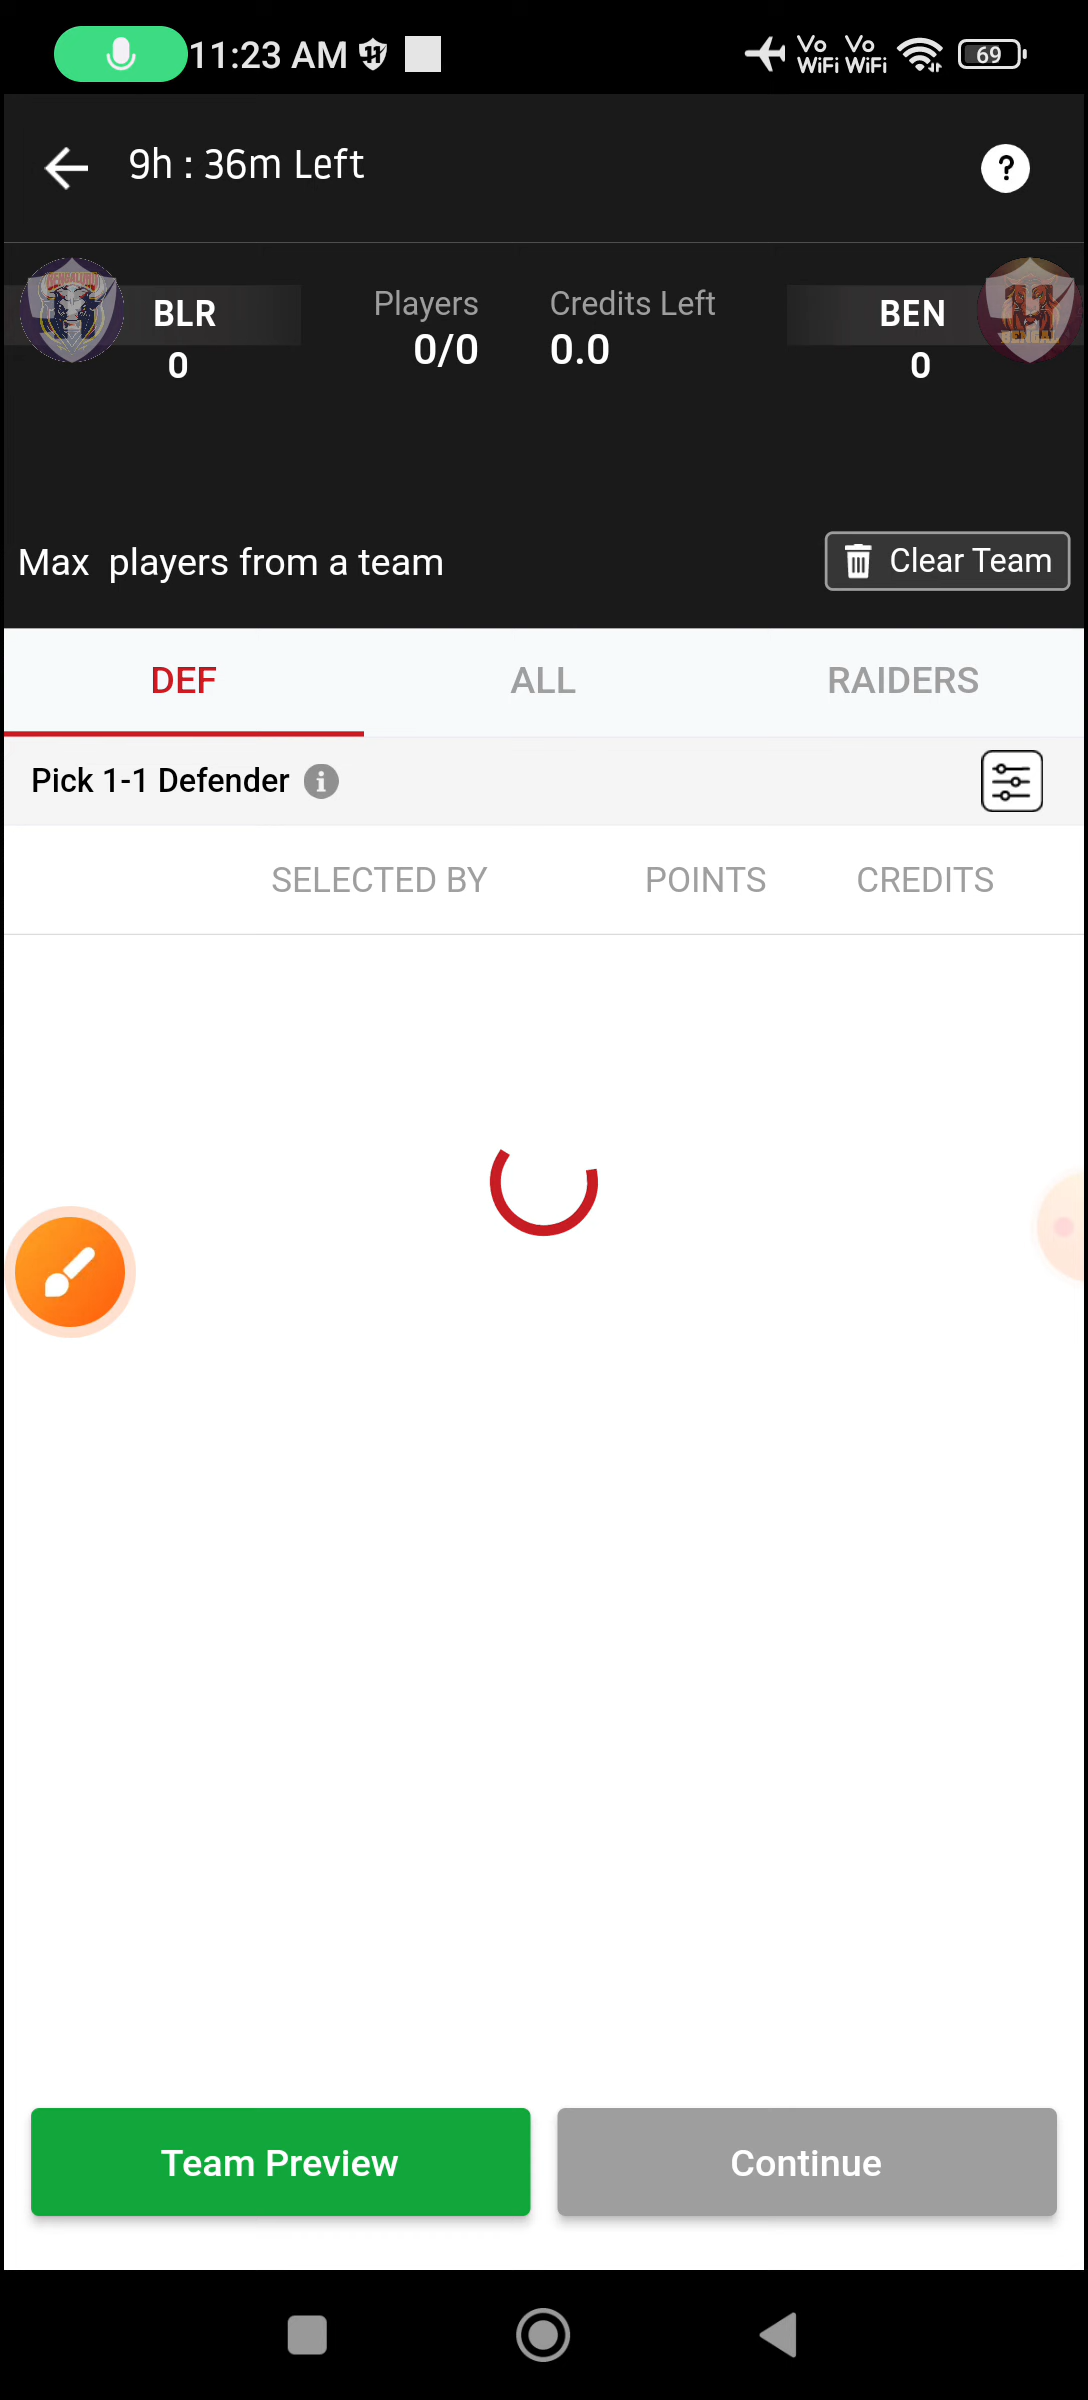 11:23 AM
Vo WiFi Vo WiFi
69
9h : 36m Left
?
BENGALURU
BLR
0
Players
0/0
Credits Left
0.0
BEN
0
BENGAL
Max  players from a team
Clear Team
DEF
ALL
RAIDERS
Pick 1-1 Defender
SELECTED BY
POINTS
CREDITS
Team Preview
Continue